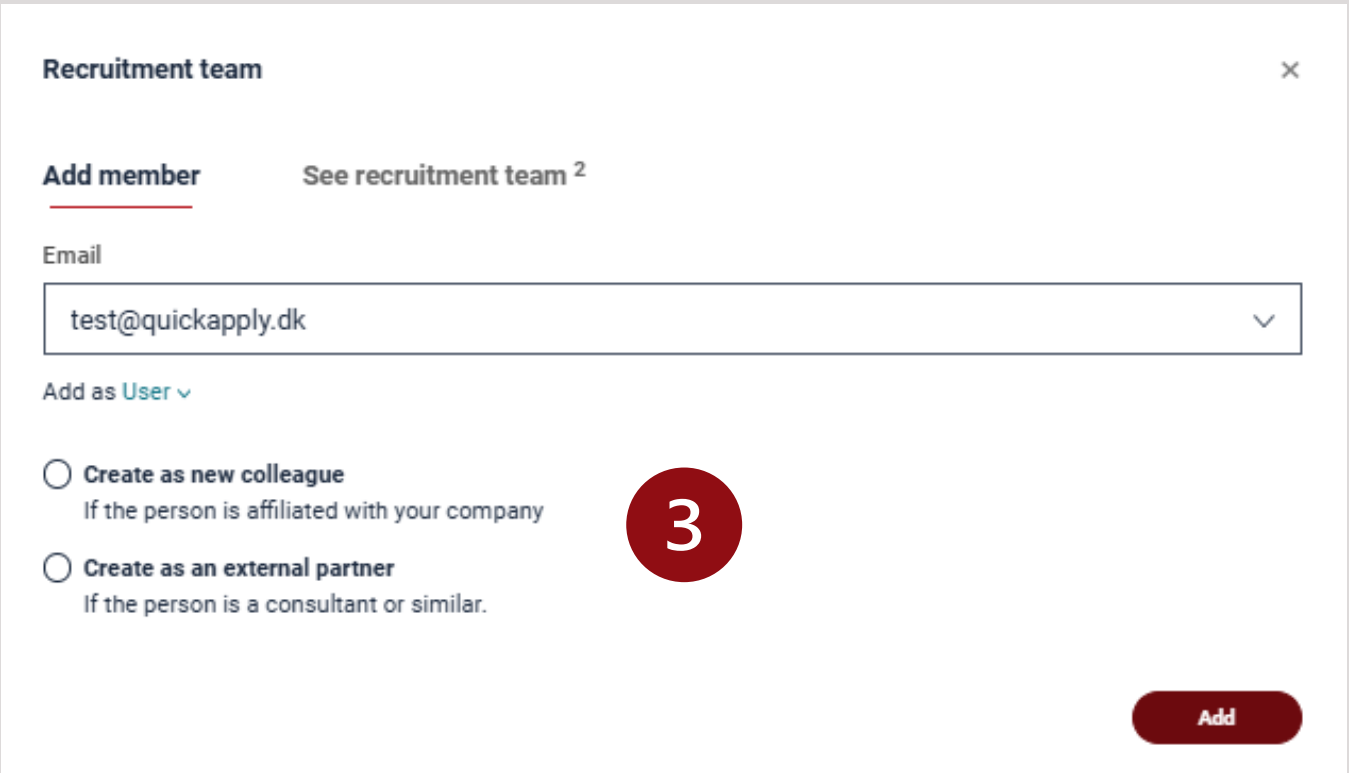 Recruitment team ×
Add member See recruitment team 2
Email
test@quickapply.dk
Add as User
Create as new colleague
If the person is affiliated with your company
3
Create as an external partner
If the person is a consultant or similar.
Add